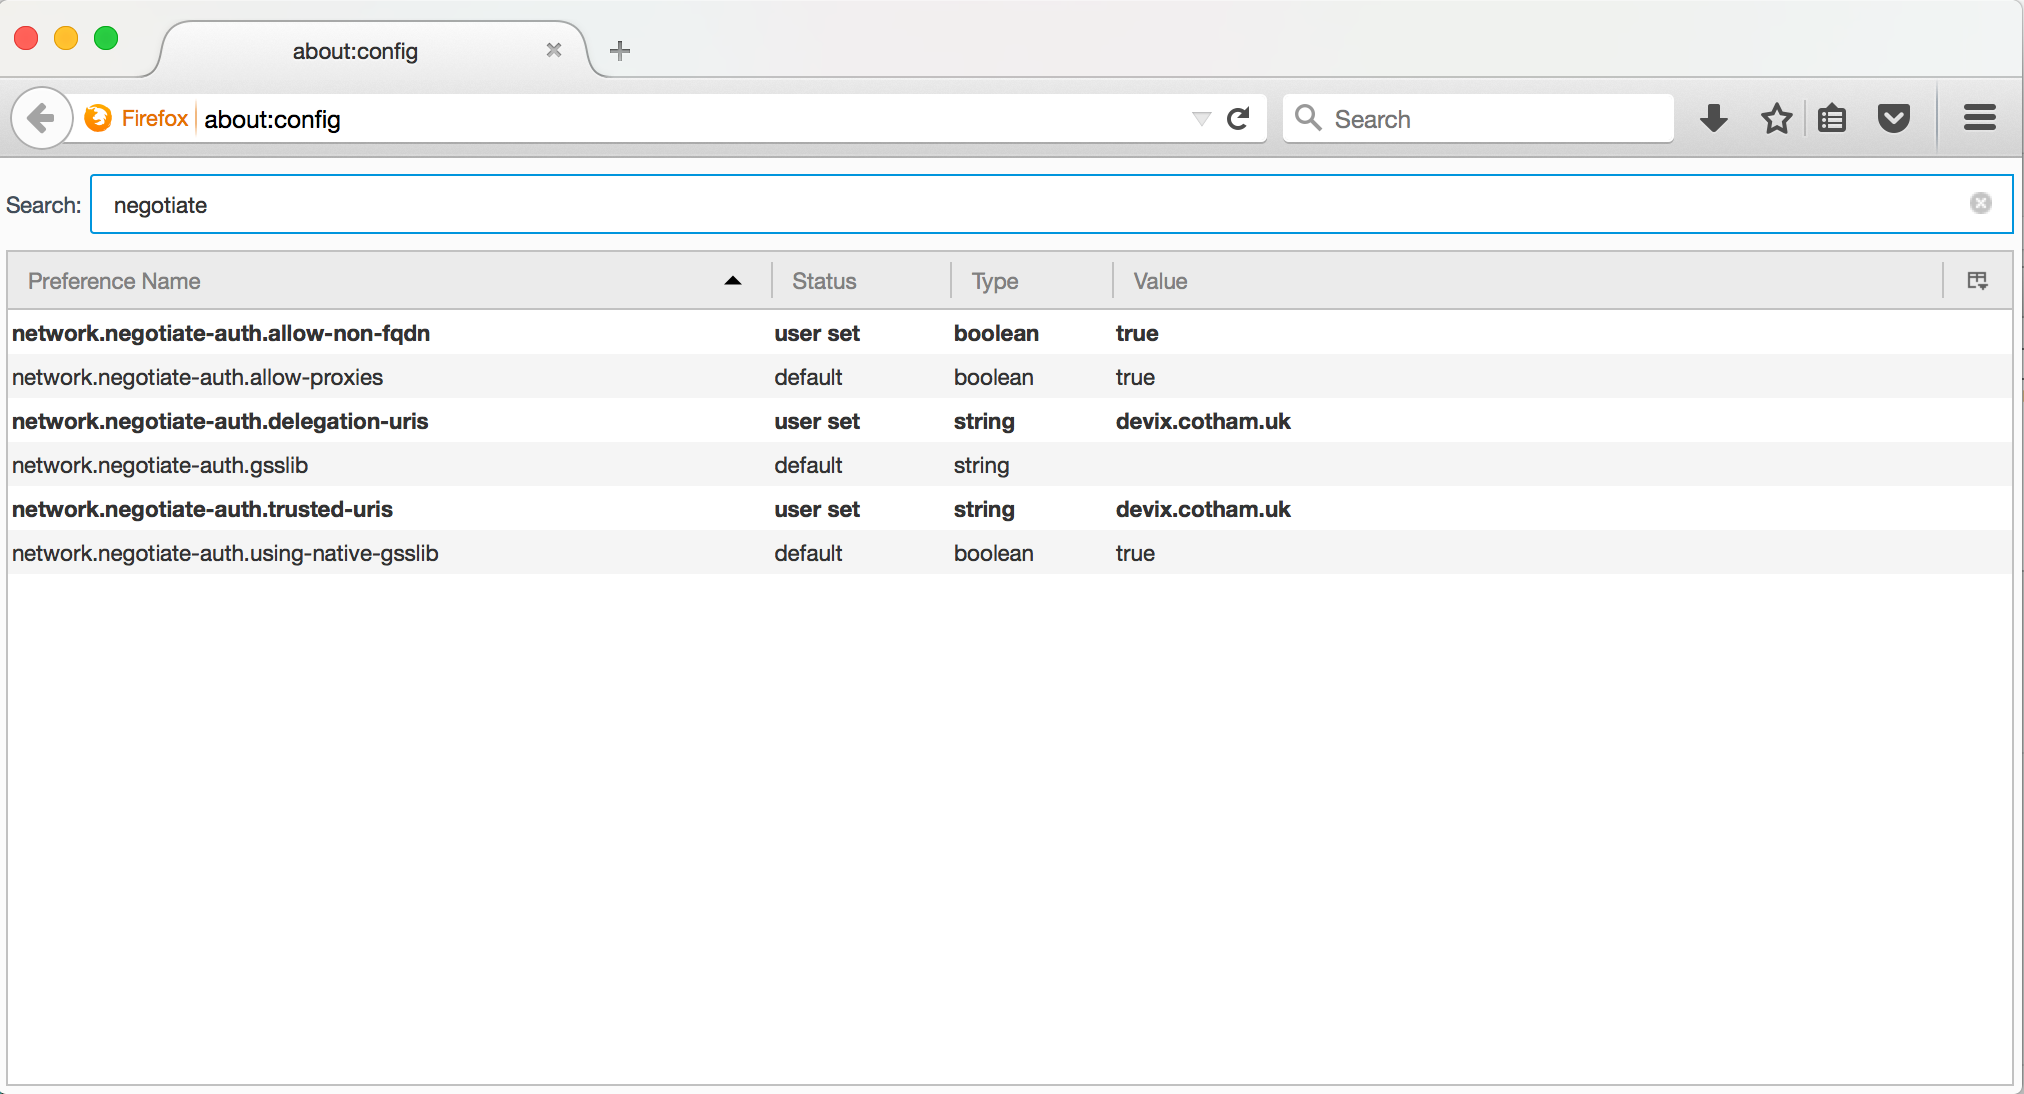 about:config
Firefox about:config Search
Search: negotiate
Preference Name Status Type Value
network.negotiate-auth.allow-non-fqdn user set boolean true
network.negotiate-auth.allow-proxies default boolean true
network.negotiate-auth.delegation-uris user set string devix.cotham.uk
network.negotiate-auth.gsslib default string
network.negotiate-auth.trusted-uris user set string devix.cotham.uk
network.negotiate-auth.using-native-gsslib default boolean true